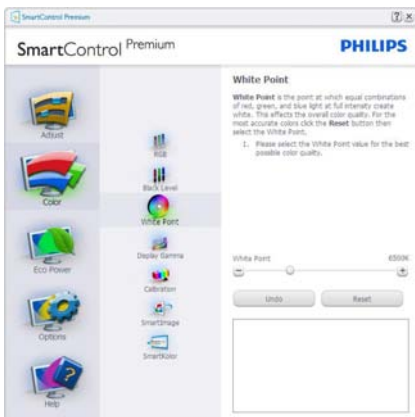 SmartControl Premium
SmartControl Premium
PHILIPS
Adjust
Color
Eco Power
Options
Help
RGB
Black Level
White Point
Display Gamma
Calibration
SmartImage
SmartKolor
White Point
White Point is the point at which equal combinations
of red, green, and blue light at full intensity create
white. This effects the overall color quality. For the
most accurate colors click the Reset button then
select the White Point.
1. Please select the White Point value for the best
possible color quality.
White Point 6500K
Undo Reset